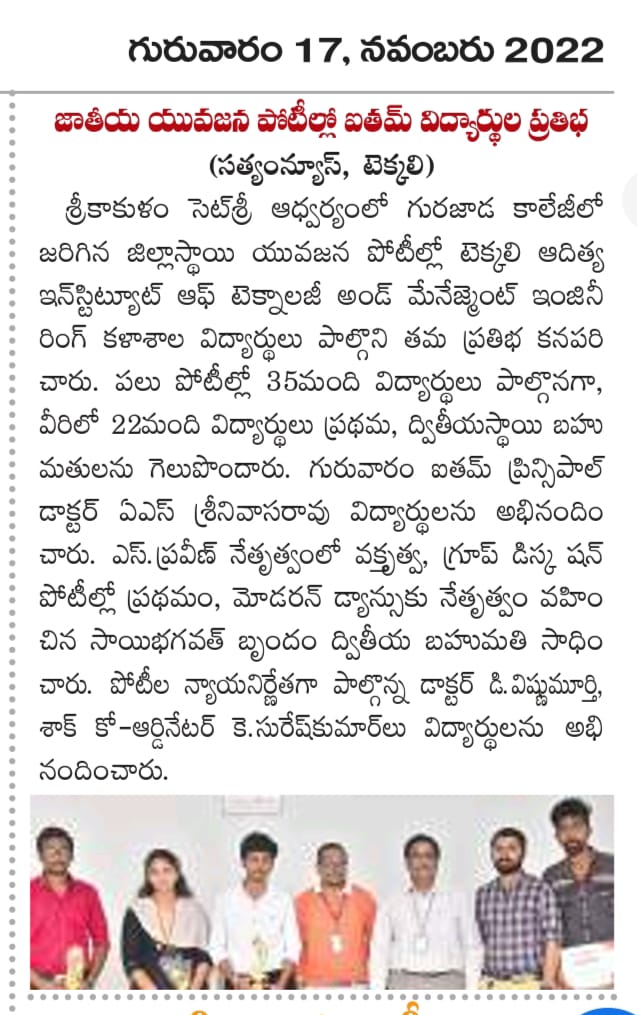 గురువారం 17, నవంబరు 2022
జాతీయ యువజన పోటీల్లో ఐతమ్ విద్యార్థుల ప్రతిభ
(సత్యంన్యూస్, టెక్కలి)
శ్రీకాకుళం సెట్‌శ్రీ ఆధ్వర్యంలో గురజాడ కాలేజీలో
జరిగిన జిల్లాస్థాయి యువజన పోటీల్లో టెక్కలి ఆదిత్య
ఇన్‌స్టిట్యూట్ ఆఫ్ టెక్నాలజీ అండ్ మేనేజ్మెంట్ ఇంజినీ
రింగ్ కళాశాల విద్యార్థులు పాల్గొని తమ ప్రతిభ కనపరి
చారు. పలు పోటీల్లో 35మంది విద్యార్థులు పాల్గొనగా,
వీరిలో 22మంది విద్యార్థులు ప్రథమ, ద్వితీయస్థాయి బహు
మతులను గెలుపొందారు. గురువారం ఐతమ్ ప్రిన్సిపాల్
డాక్టర్ ఏఎస్ శ్రీనివాసరావు విద్యార్థులను అభినందిం
చారు. ఎస్.ప్రవీణ్ నేతృత్వంలో వక్తృత్వ, గ్రూప్ డిస్క షన్
పోటీల్లో ప్రథమం, మోడరన్ డ్యాన్సుకు నేతృత్వం వహిం
చిన సాయిభగవత్ బృందం ద్వితీయ బహుమతి సాధిం
చారు. పోటీల న్యాయనిర్ణేతగా పాల్గొన్న డాక్టర్ డి.విష్ణుమూర్తి,
శాక్ కో-ఆర్డినేటర్ కె.సురేష్‌కుమార్‌లు విద్యార్థులను అభి
నందించారు.